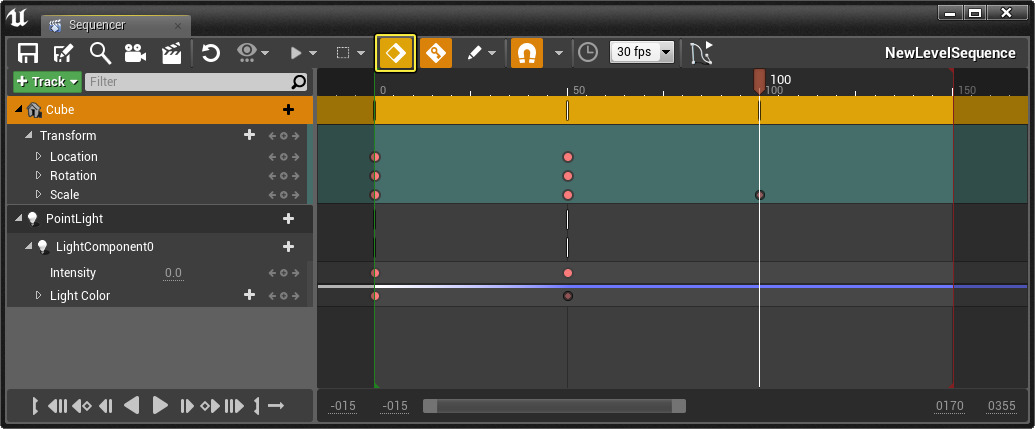 Sequencer
30 fps
NewLevelSequence
Track
Filter
100
0
50
100
150
Cube
Transform
Location
Rotation
Scale
PointLight
LightComponent0
Intensity
0.0
Light Color
-015
-015
0170
0355